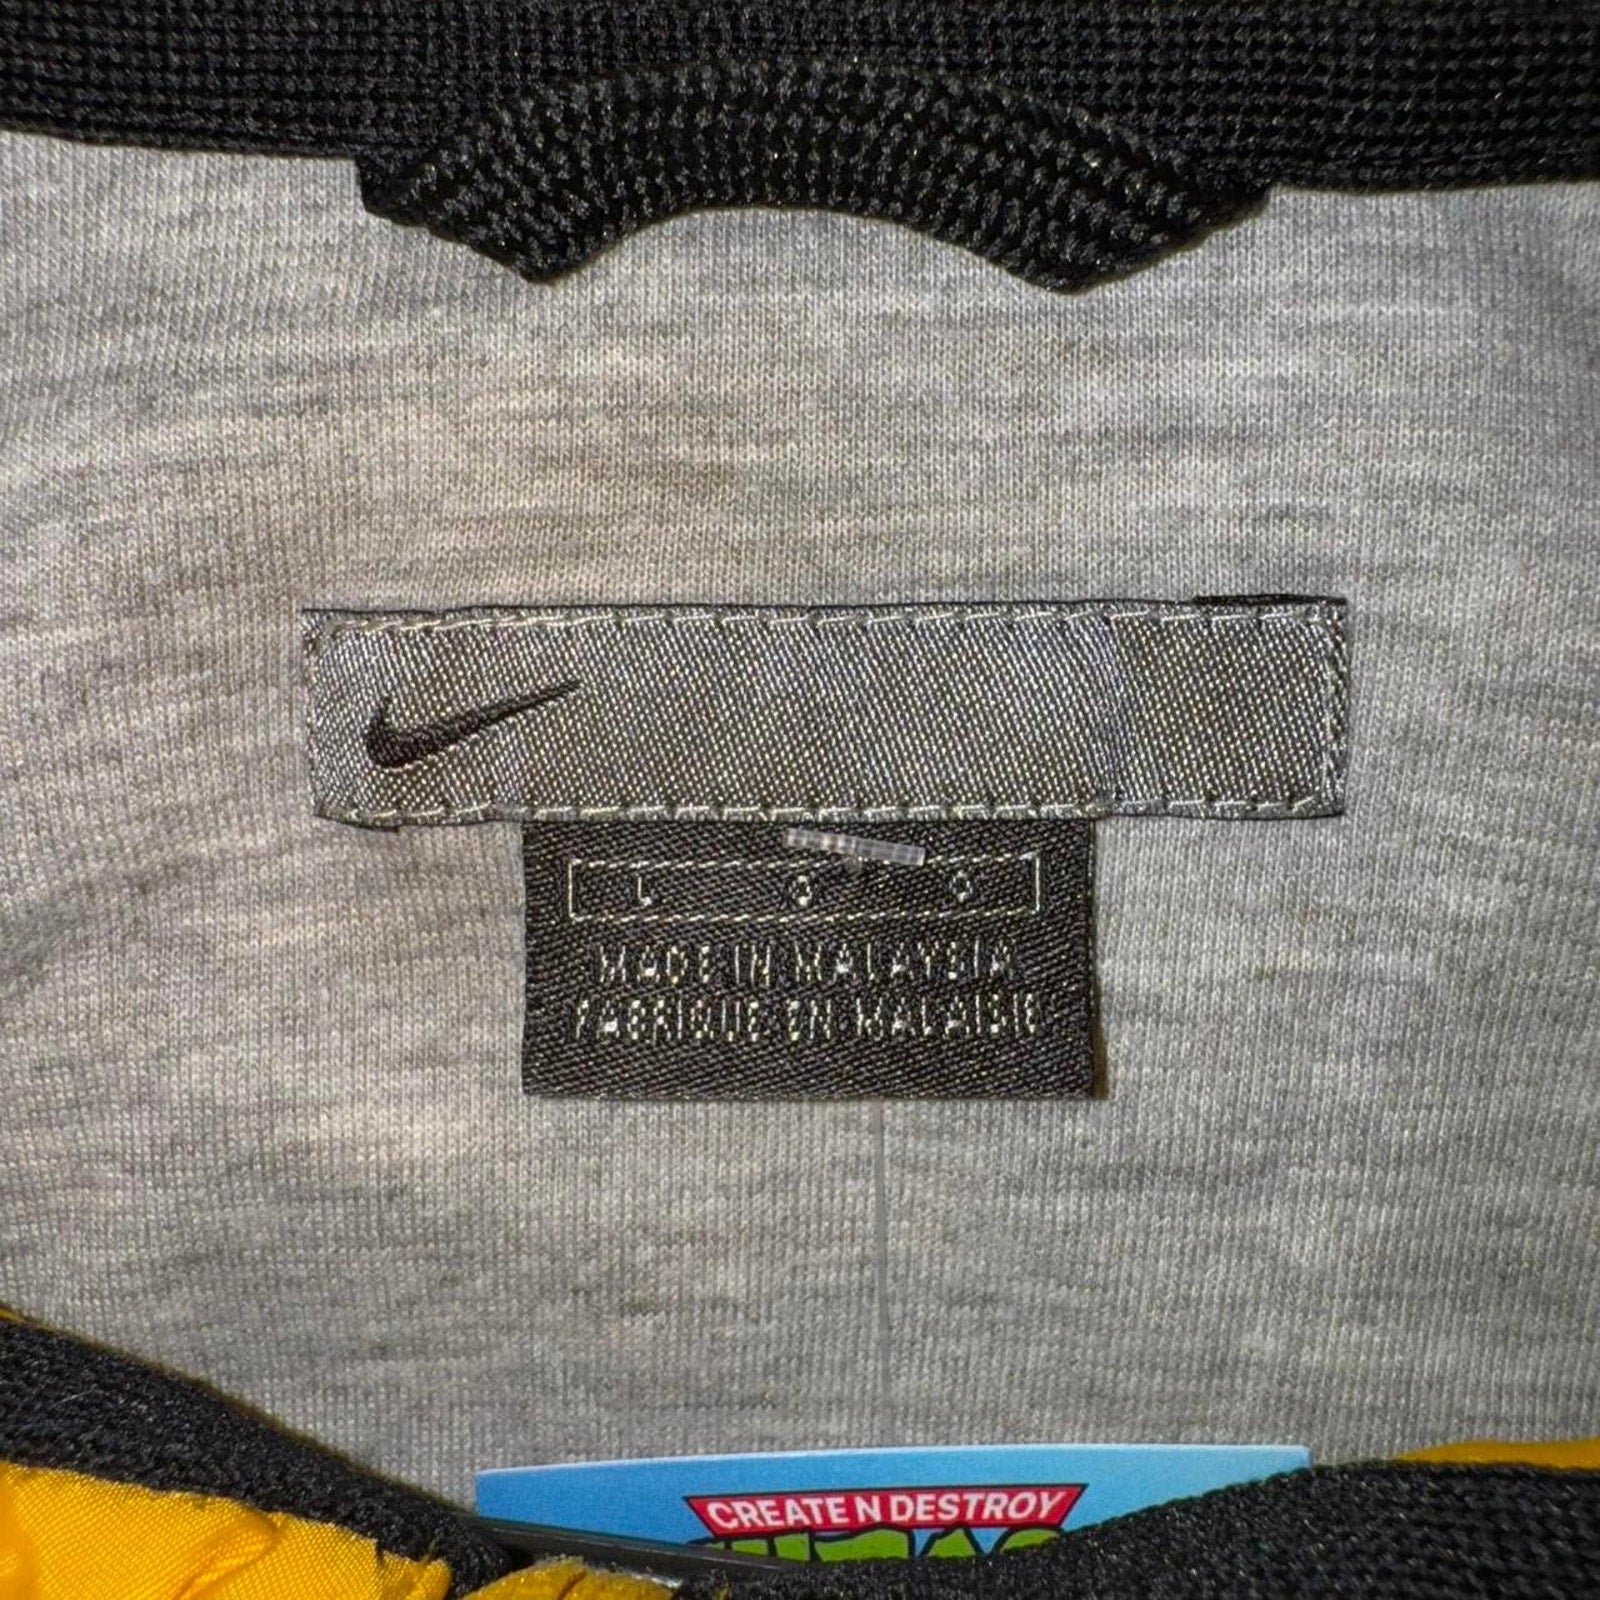 L G G
MADE IN MALAYSIA
FABRIQUE EN MALAISIE
CREATE N DESTROY